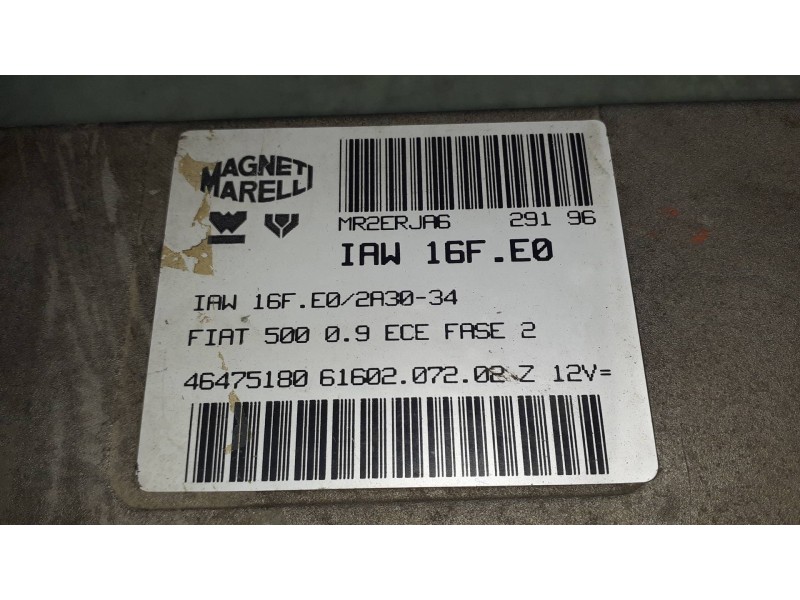 MAGNETI
MARELLI
MR2ERJA6 291 96
IAW 16F.E0
IAW 16F.E0/2A30-34
FIAT 500 0.9 ECE FASE 2
46475180 61602.072.02 Z 12V=